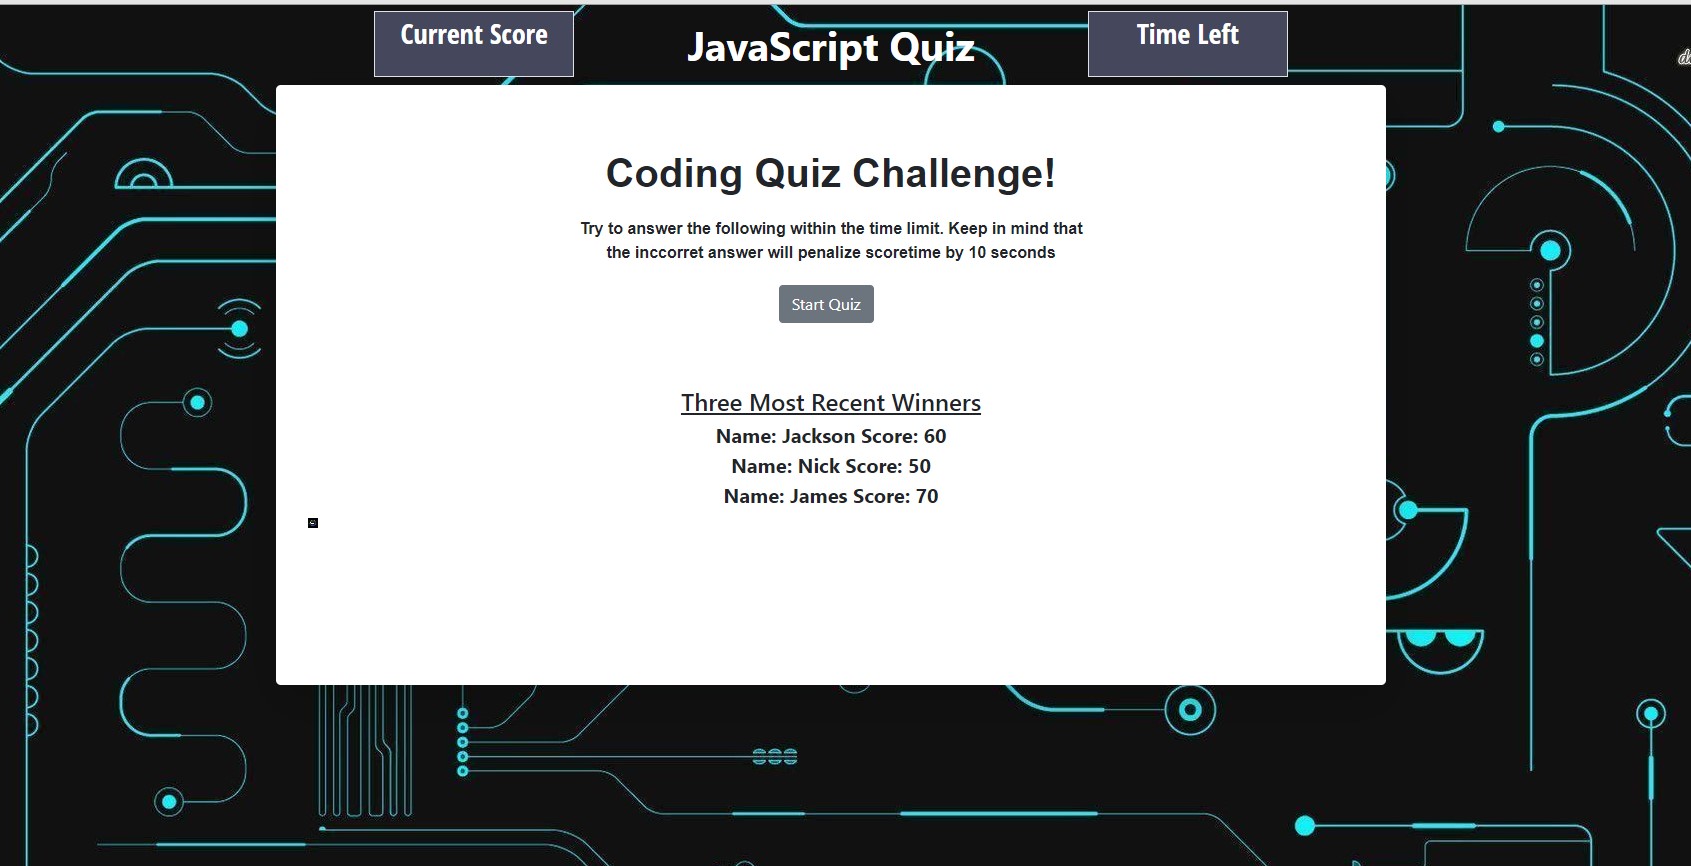 Current Score
JavaScript Quiz
Time Left
Coding Quiz Challenge!
Try to answer the following within the time limit. Keep in mind that
the inccorret answer will penalize scoretime by 10 seconds
Start Quiz
Three Most Recent Winners
Name: Jackson Score: 60
Name: Nick Score: 50
Name: James Score: 70